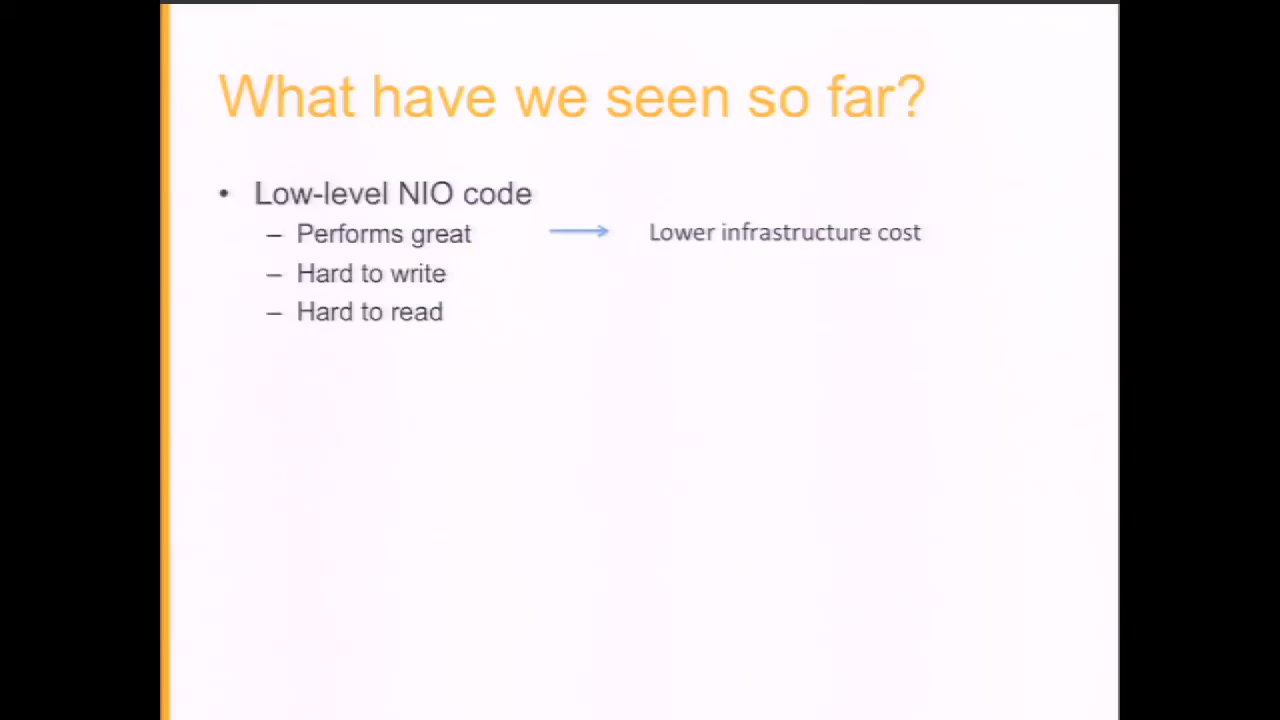 What have we seen so far?
• Low-level NIO code
– Performs great → Lower infrastructure cost
– Hard to write
– Hard to read